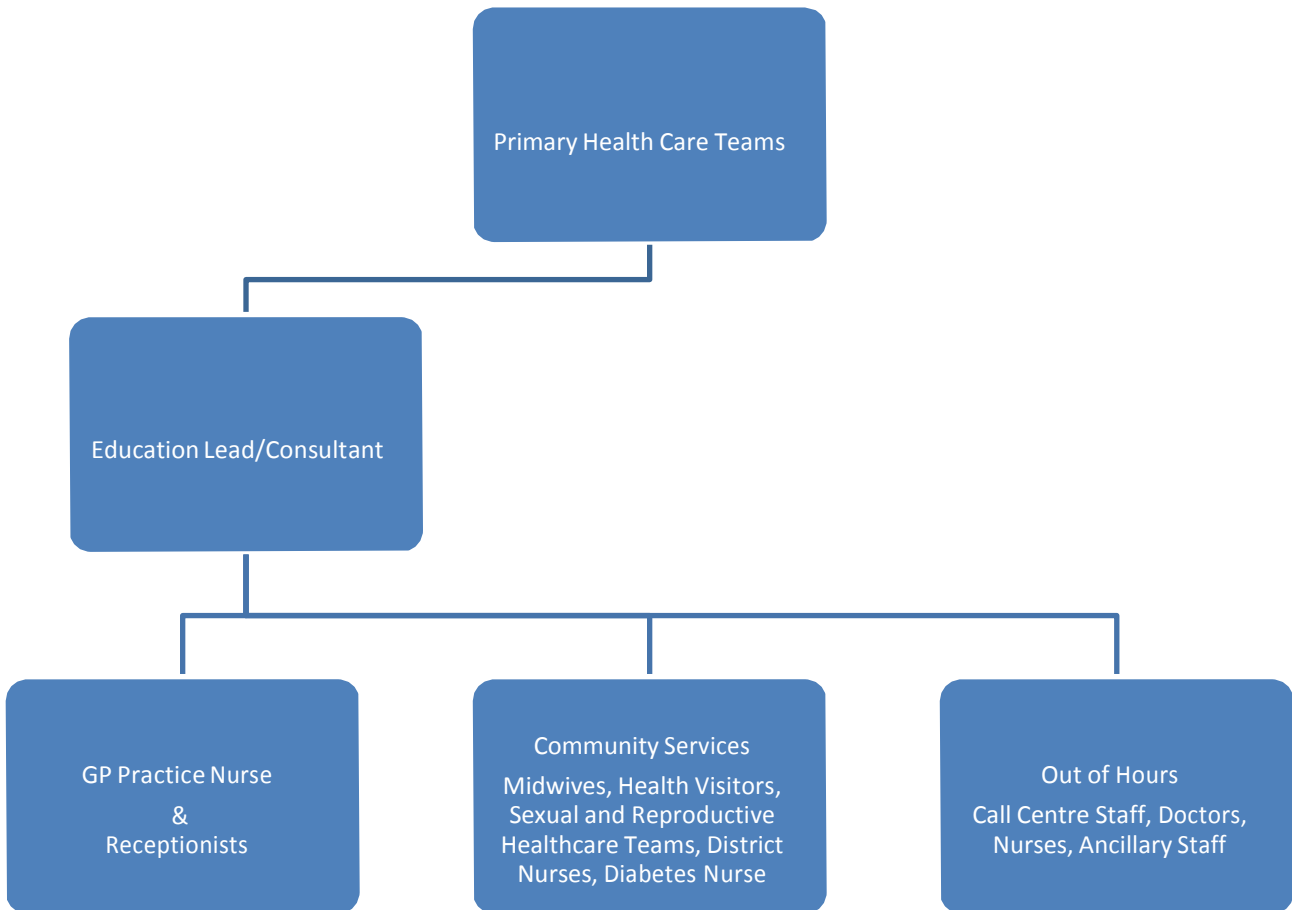 Primary Health Care Teams
Education Lead/Consultant
GP Practice Nurse
&
Receptionists
Community Services
Midwives, Health Visitors,
Sexual and Reproductive
Healthcare Teams, District
Nurses, Diabetes Nurse
Out of Hours
Call Centre Staff, Doctors,
Nurses, Ancillary Staff